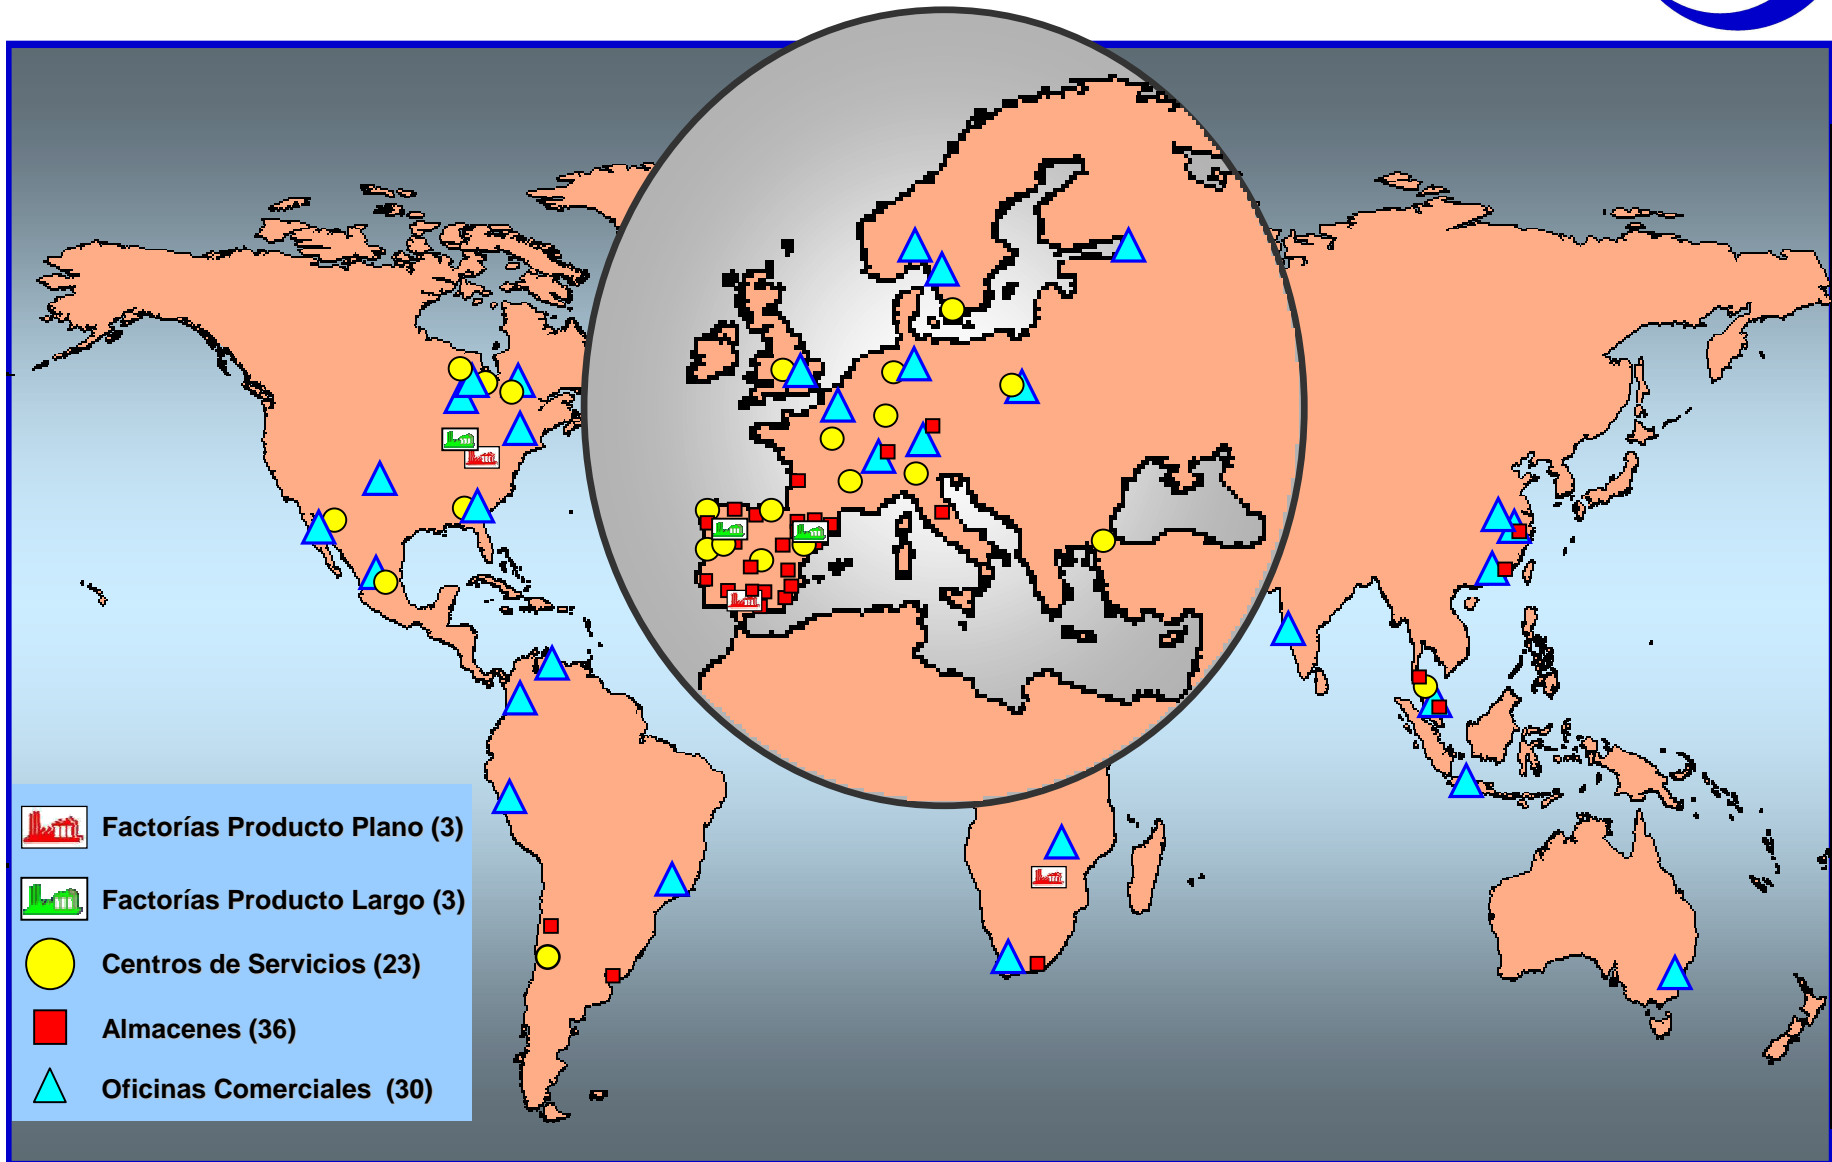 Factorías Producto Plano (3)
Factorías Producto Largo (3)
Centros de Servicios (23)
Almacenes (36)
Oficinas Comerciales (30)